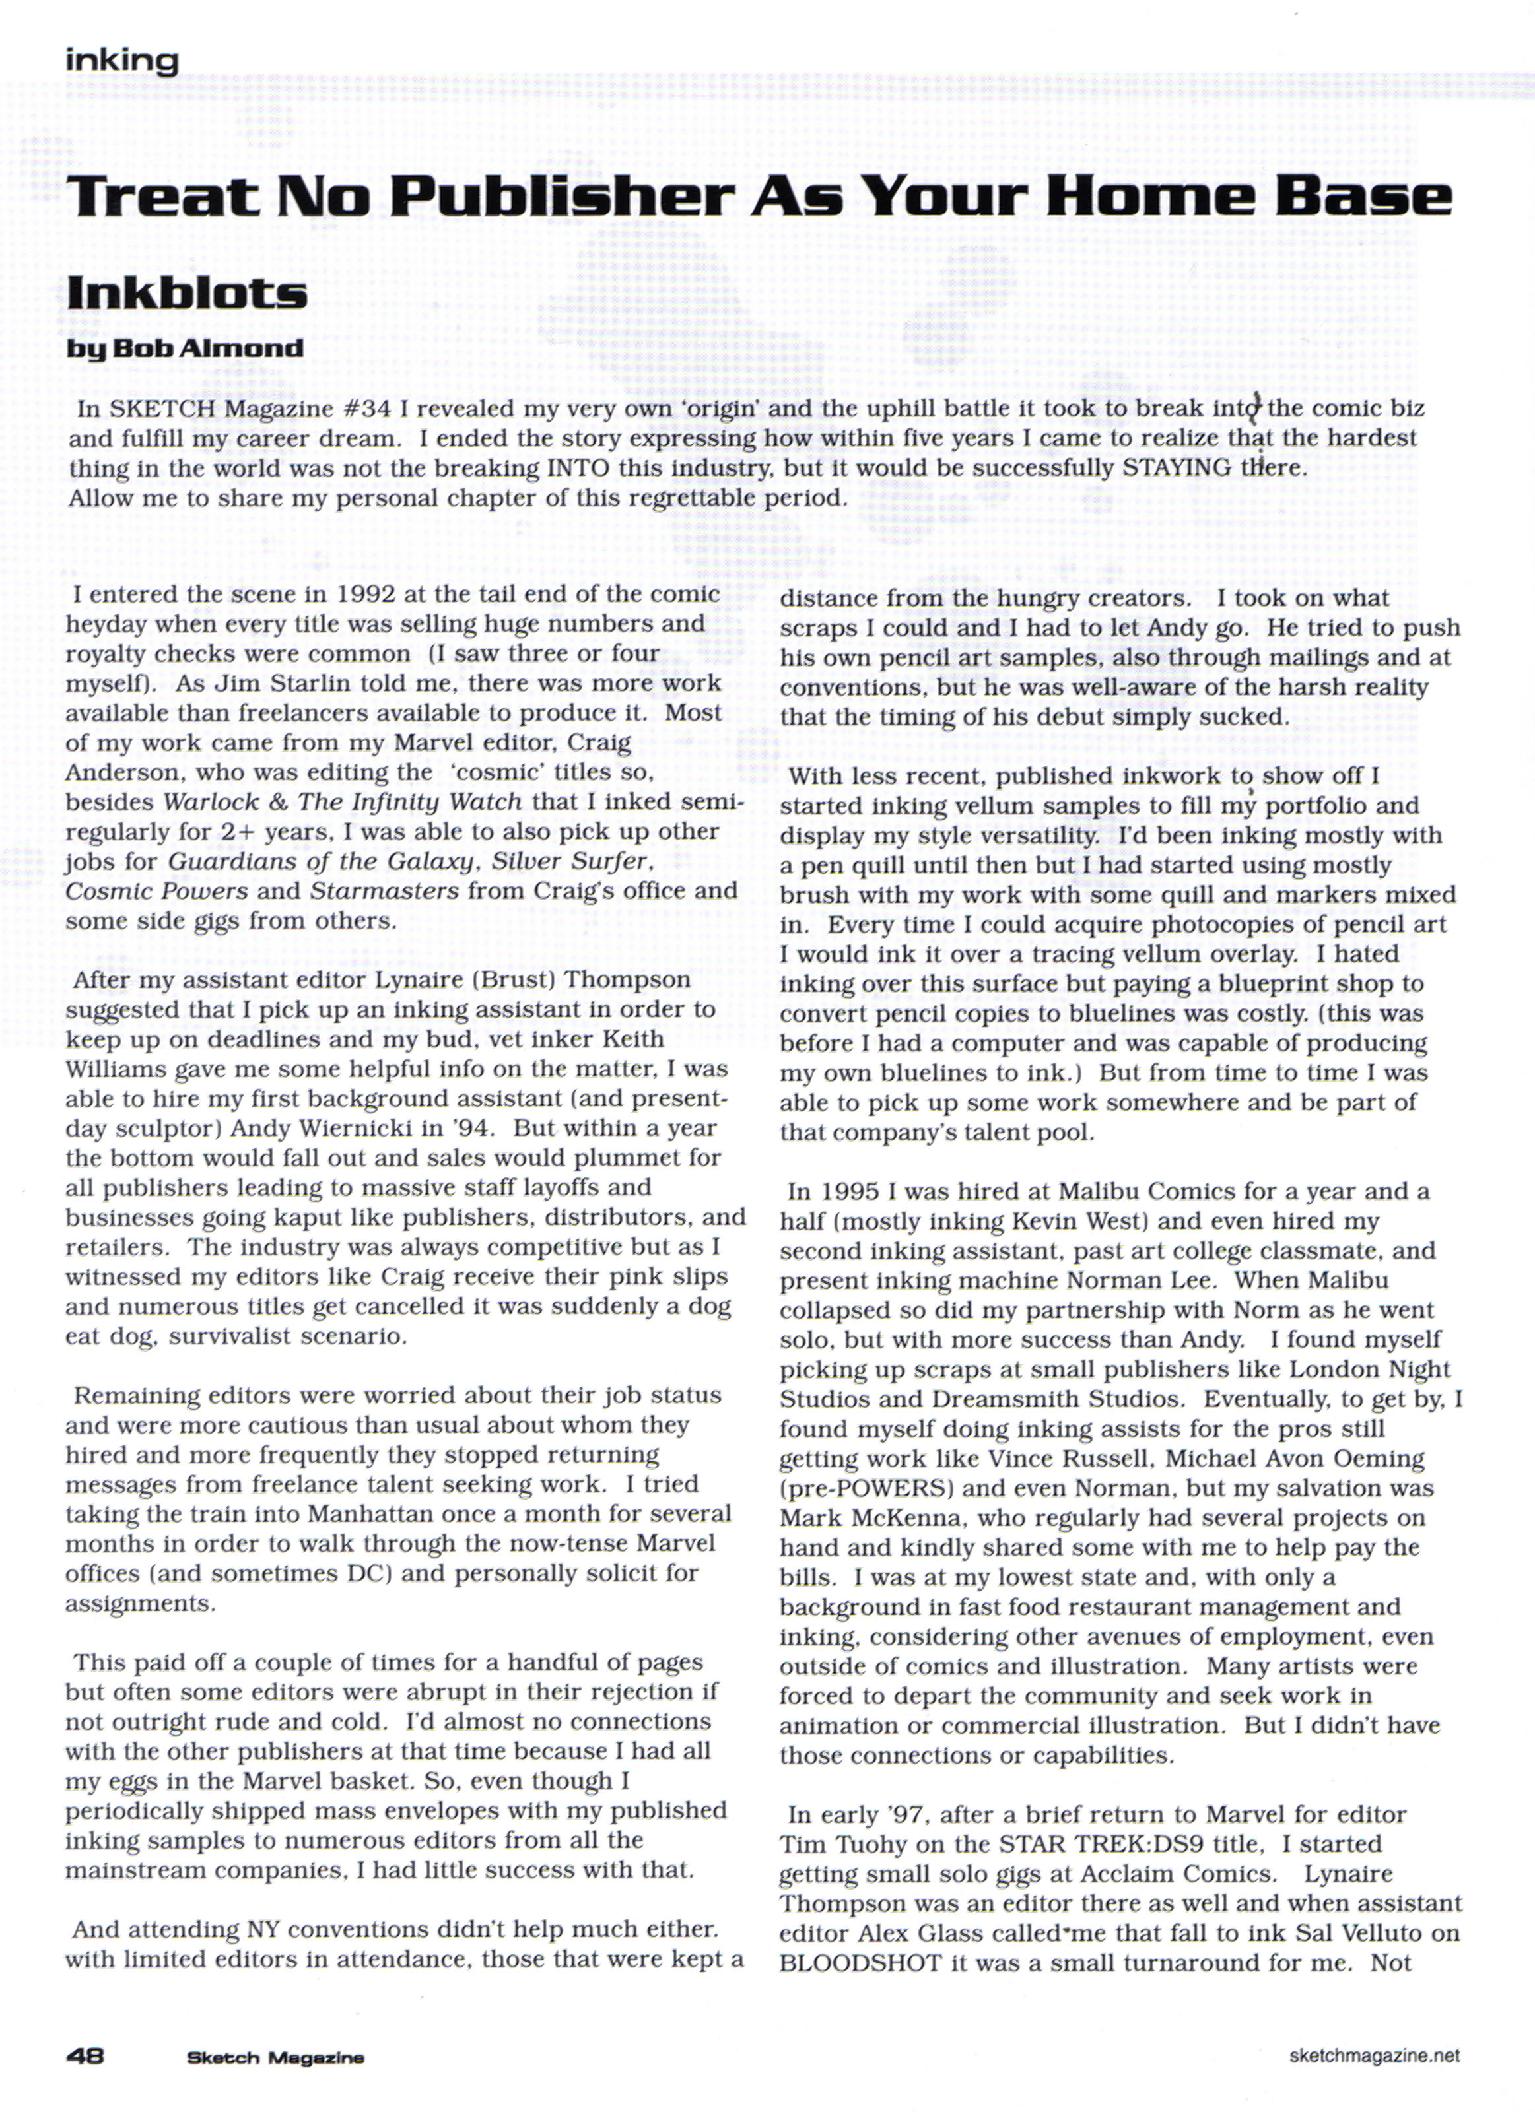 inking
Treat No Publisher As Your Home Base
Inkblots
by Bob Almond
In SKETCH Magazine #34 I revealed my very own 'origin' and the uphill battle it took to break into the comic biz
and fulfill my career dream.  I ended the story expressing how within five years I came to realize that the hardest
thing in the world was not the breaking INTO this industry, but it would be successfully STAYING there.
Allow me to share my personal chapter of this regrettable period.
I entered the scene in 1992 at the tail end of the comic
heyday when every title was selling huge numbers and
royalty checks were common  (I saw three or four
myself).  As Jim Starlin told me, there was more work
available than freelancers available to produce it.  Most
of my work came from my Marvel editor, Craig
Anderson, who was editing the  'cosmic' titles so,
besides Warlock & The Infinity Watch that I inked semi-
regularly for 2+ years, I was able to also pick up other
jobs for Guardians of the Galaxy, Silver Surfer,
Cosmic Powers and Starmasters from Craig's office and
some side gigs from others.
After my assistant editor Lynaire (Brust) Thompson
suggested that I pick up an inking assistant in order to
keep up on deadlines and my bud, vet inker Keith
Williams gave me some helpful info on the matter, I was
able to hire my first background assistant (and present-
day sculptor) Andy Wiernicki in '94.  But within a year
the bottom would fall out and sales would plummet for
all publishers leading to massive staff layoffs and
businesses going kaput like publishers, distributors, and
retailers.  The industry was always competitive but as I
witnessed my editors like Craig receive their pink slips
and numerous titles get cancelled it was suddenly a dog
eat dog, survivalist scenario.
Remaining editors were worried about their job status
and were more cautious than usual about whom they
hired and more frequently they stopped returning
messages from freelance talent seeking work.  I tried
taking the train into Manhattan once a month for several
months in order to walk through the now-tense Marvel
offices (and sometimes DC) and personally solicit for
assignments.
This paid off a couple of times for a handful of pages
but often some editors were abrupt in their rejection if
not outright rude and cold.  I'd almost no connections
with the other publishers at that time because I had all
my eggs in the Marvel basket. So, even though I
periodically shipped mass envelopes with my published
inking samples to numerous editors from all the
mainstream companies, I had little success with that.
And attending NY conventions didn't help much either.
with limited editors in attendance, those that were kept a
distance from the hungry creators.  I took on what
scraps I could and I had to let Andy go.  He tried to push
his own pencil art samples, also through mailings and at
conventions, but he was well-aware of the harsh reality
that the timing of his debut simply sucked.
With less recent, published inkwork to show off I
started inking vellum samples to fill my portfolio and
display my style versatility.  I'd been inking mostly with
a pen quill until then but I had started using mostly
brush with my work with some quill and markers mixed
in.  Every time I could acquire photocopies of pencil art
I would ink it over a tracing vellum overlay.  I hated
inking over this surface but paying a blueprint shop to
convert pencil copies to bluelines was costly. (this was
before I had a computer and was capable of producing
my own bluelines to ink.)  But from time to time I was
able to pick up some work somewhere and be part of
that company's talent pool.
In 1995 I was hired at Malibu Comics for a year and a
half (mostly inking Kevin West) and even hired my
second inking assistant, past art college classmate, and
present inking machine Norman Lee.  When Malibu
collapsed so did my partnership with Norm as he went
solo, but with more success than Andy.  I found myself
picking up scraps at small publishers like London Night
Studios and Dreamsmith Studios.  Eventually, to get by, I
found myself doing inking assists for the pros still
getting work like Vince Russell, Michael Avon Oeming
(pre-POWERS) and even Norman, but my salvation was
Mark McKenna, who regularly had several projects on
hand and kindly shared some with me to help pay the
bills.  I was at my lowest state and, with only a
background in fast food restaurant management and
inking, considering other avenues of employment, even
outside of comics and illustration.  Many artists were
forced to depart the community and seek work in
animation or commercial illustration.  But I didn't have
those connections or capabilities.
In early '97, after a brief return to Marvel for editor
Tim Tuohy on the STAR TREK:DS9 title,  I started
getting small solo gigs at Acclaim Comics.  Lynaire
Thompson was an editor there as well and when assistant
editor Alex Glass called me that fall to ink Sal Velluto on
BLOODSHOT it was a small turnaround for me.  Not
48 Sketch Magazine sketchmagazine.net